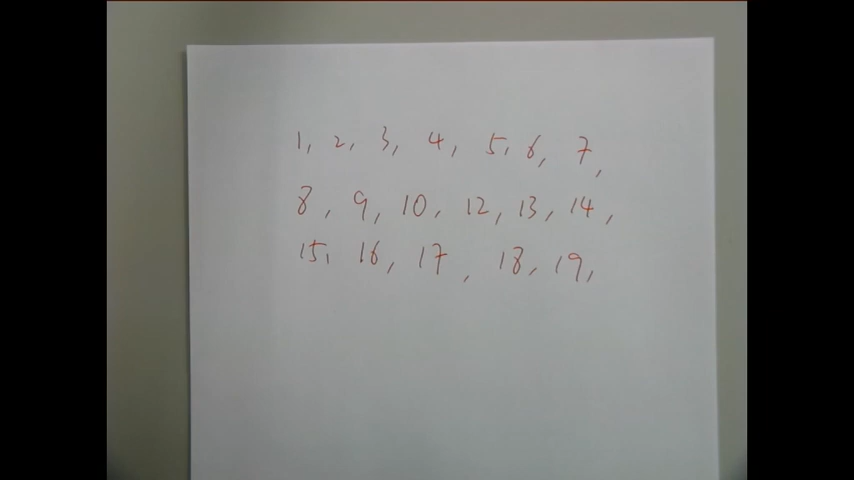 1, 2, 3, 4, 5, 6, 7,
8, 9, 10, 12, 13, 14,
15, 16, 17, 18, 19,